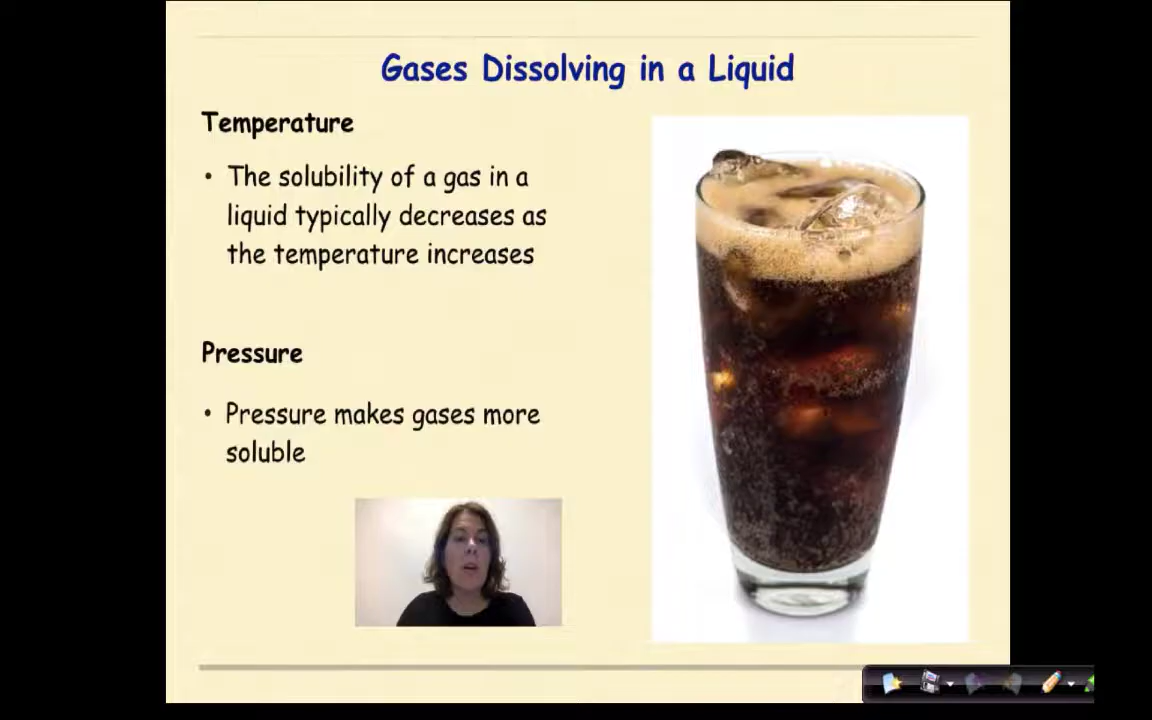 Gases Dissolving in a Liquid
Temperature
• The solubility of a gas in a
liquid typically decreases as
the temperature increases
Pressure
• Pressure makes gases more
soluble